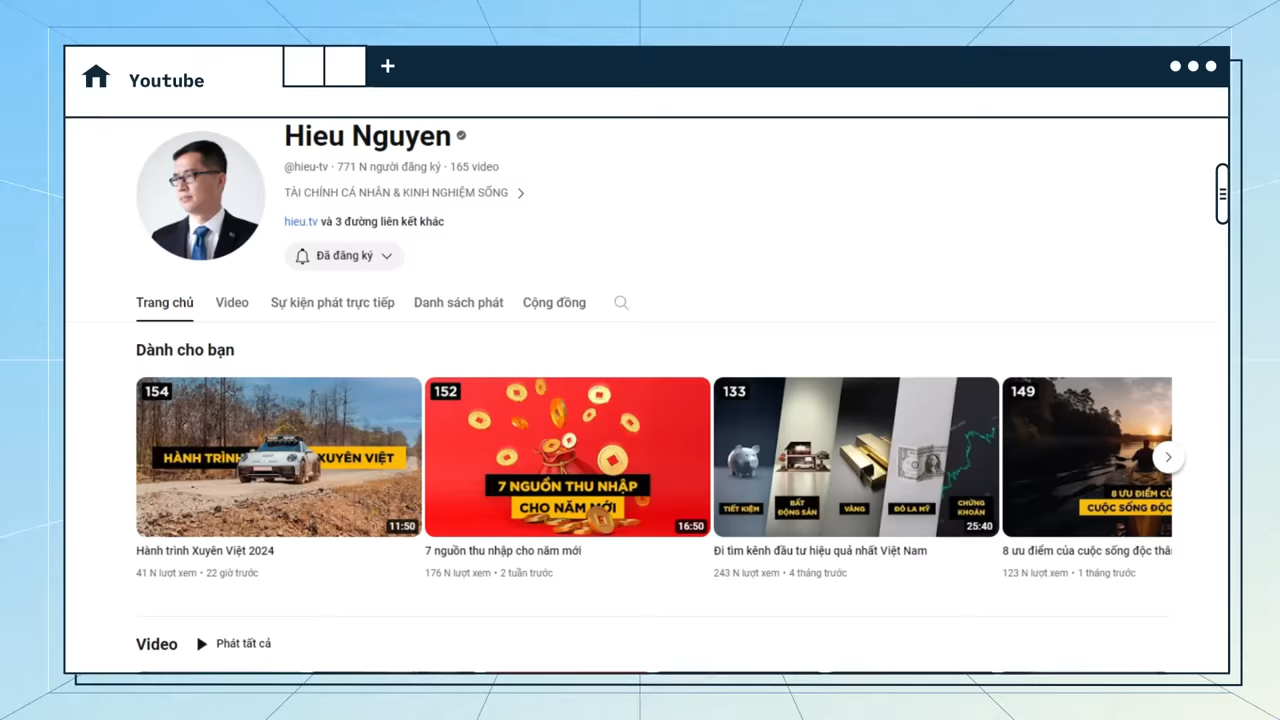 Youtube
Hieu Nguyen
@hieu-tv · 771 N người đăng ký · 165 video
TÀI CHÍNH CÁ NHÂN & KINH NGHIỆM SỐNG
hieu.tv và 3 đường liên kết khác
Đã đăng ký
Trang chủ Video Sự kiện phát trực tiếp Danh sách phát Cộng đồng
Dành cho bạn
154
HÀNH TRÌNH XUYÊN VIỆT
11:50
Hành trình Xuyên Việt 2024
41 N lượt xem • 22 giờ trước
152
7 NGUỒN THU NHẬP
CHO NĂM MỚI
16:50
7 nguồn thu nhập cho năm mới
176 N lượt xem • 2 tuần trước
133
TIẾT KIỆM
BẤT
ĐỘNG SẢN
VÀNG
ĐÔ LA MỸ
CHỨNG
KHOÁN
25:40
Đi tìm kênh đầu tư hiệu quả nhất Việt Nam
243 N lượt xem • 4 tháng trước
149
8 ƯU ĐIỂM
CUỘC SỐNG ĐỘC
8 ưu điểm của cuộc sống độc
123 N lượt xem • 1 tháng trước
Video Phát tất cả